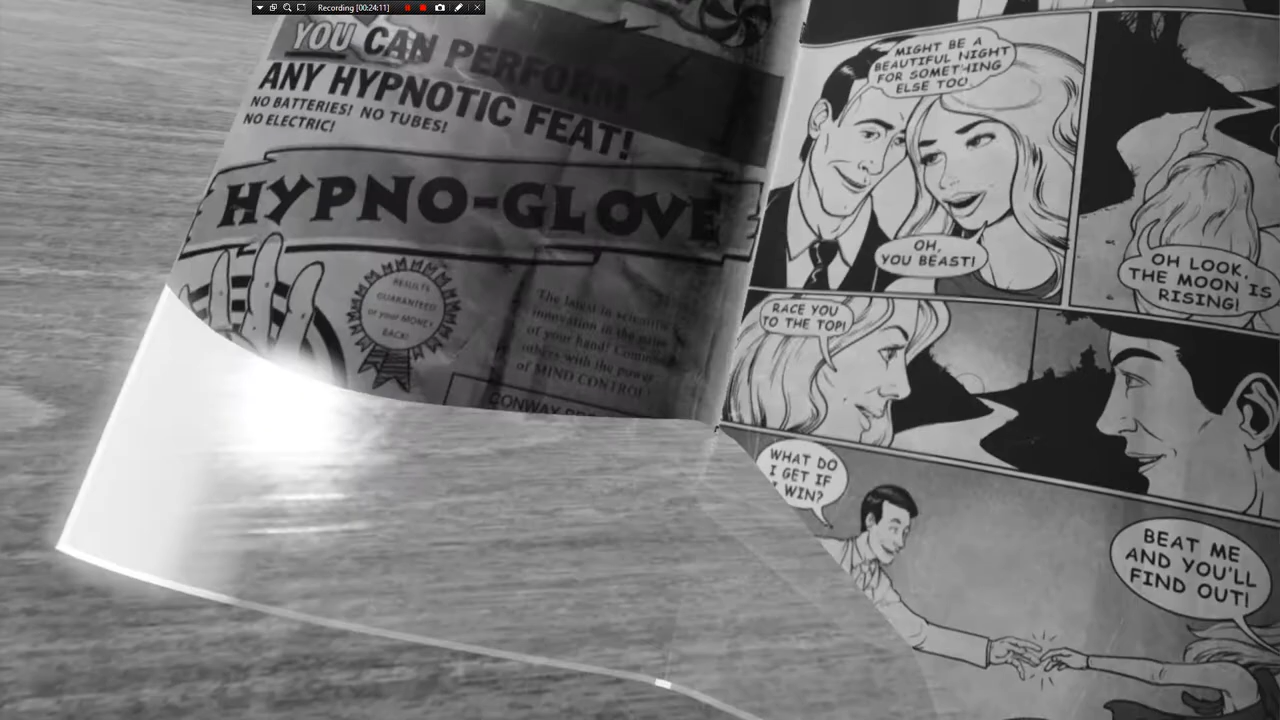 Recording [00:24:11]
YOU CAN PERFORM
ANY HYPNOTIC FEAT!
NO BATTERIES! NO TUBES!
NO ELECTRIC!
HYPNO-GLOVE
RESULTS
GUARANTEED
or your MONEY
BACK!
The latest in scientific
innovation in the palm
of your hand! Control
others with the power
of MIND CONTROL!
CONWAY
MIGHT BE A
BEAUTIFUL NIGHT
FOR SOMETHING
ELSE TOO.
OH,
YOU BEAST!
OH LOOK,
THE MOON IS
RISING!
RACE YOU
TO THE TOP!
WHAT DO
I GET IF
I WIN?
BEAT ME
AND YOU'LL
FIND OUT!